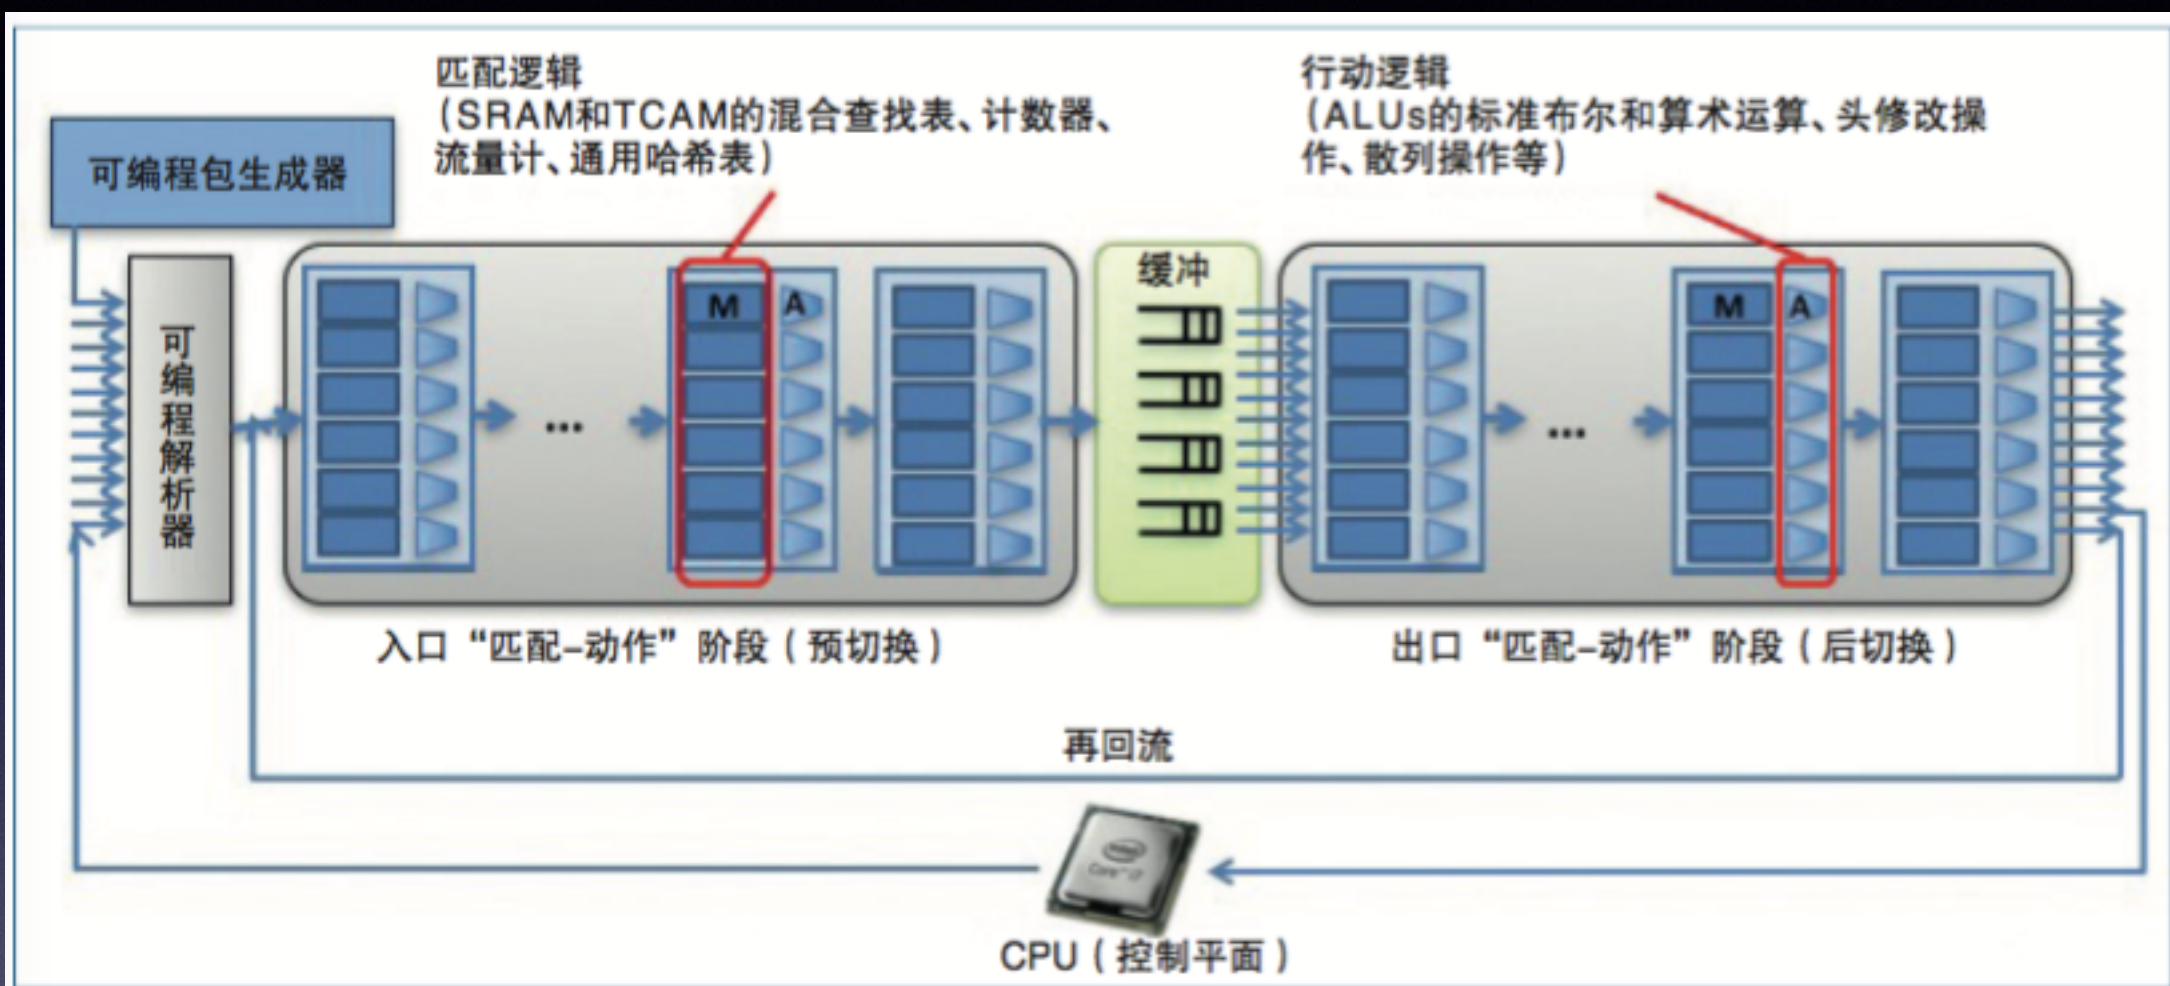 匹配逻辑
（SRAM和TCAM的混合查找表、计数器、
流量计、通用哈希表）
行动逻辑
（ALUs的标准布尔和算术运算、头修改操
作、散列操作等）
可编程包生成器
可编程解析器
M
A
缓冲
M
A
...
...
入口“匹配–动作”阶段（预切换）
出口“匹配–动作”阶段（后切换）
再回流
intel
Core i7
CPU（控制平面）